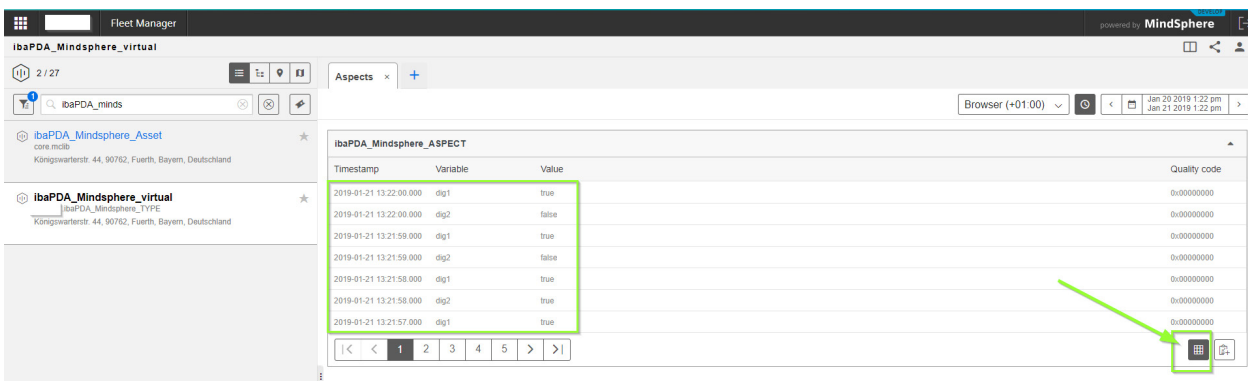 Fleet Manager
DEVELOP
powered by MindSphere
ibaPDA_Mindsphere_virtual
2 / 27
Aspects × +
1
ibaPDA_minds
Browser (+01:00)
Jan 20 2019 1:22 pm
Jan 21 2019 1:22 pm
ibaPDA_Mindsphere_Asset
core.mclib
Königswarterstr. 44, 90762, Fuerth, Bayern, Deutschland
ibaPDA_Mindsphere_virtual
.ibaPDA_Mindsphere_TYPE
Königswarterstr. 44, 90762, Fuerth, Bayern, Deutschland
ibaPDA_Mindsphere_ASPECT
Timestamp Variable Value Quality code
2019-01-21 13:22:00.000 dig1 true 0x00000000
2019-01-21 13:22:00.000 dig2 false 0x00000000
2019-01-21 13:21:59.000 dig1 true 0x00000000
2019-01-21 13:21:59.000 dig2 false 0x00000000
2019-01-21 13:21:58.000 dig1 true 0x00000000
2019-01-21 13:21:58.000 dig2 true 0x00000000
2019-01-21 13:21:57.000 dig1 true 0x00000000
1 2 3 4 5